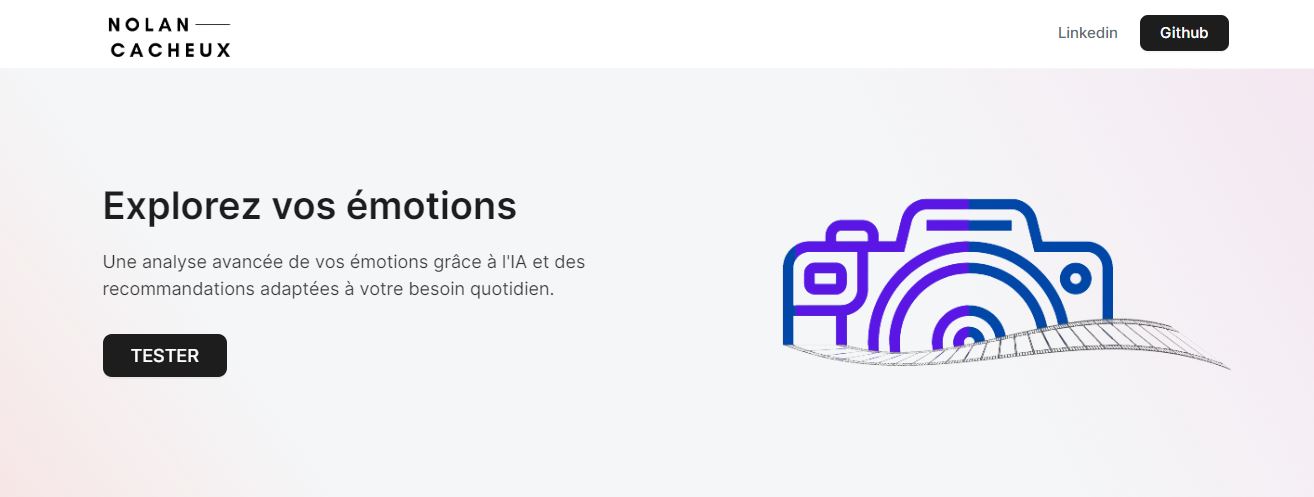 NOLAN
CACHEUX
Linkedin
Github
Explorez vos émotions
Une analyse avancée de vos émotions grâce à l'IA et des
recommandations adaptées à votre besoin quotidien.
TESTER